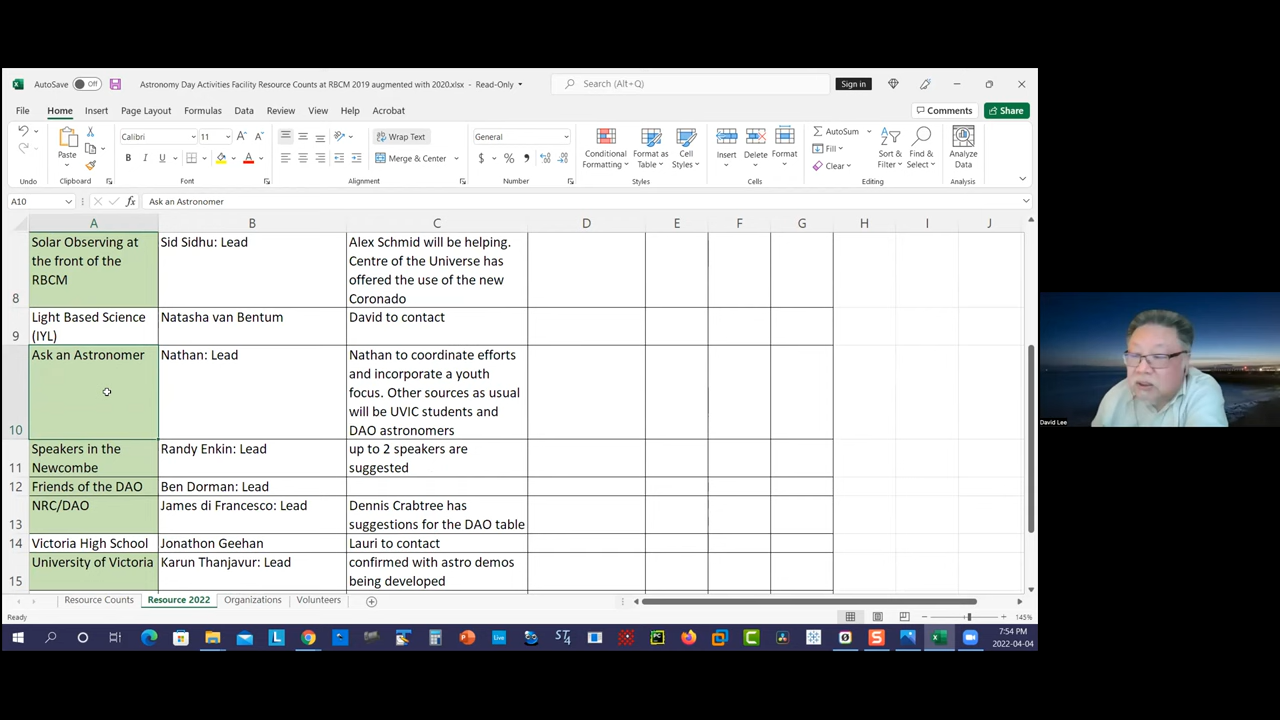 AutoSave Off Astronomy Day Activities Facility Resource Counts at RBCM 2019 augmented with 2020.xlsx - Read-Only Search (Alt+Q) Sign in
File Home Insert Page Layout Formulas Data Review View Help Acrobat Comments Share
Calibri 11 Wrap Text General AutoSum
Paste Conditional Format as Cell Insert Delete Format Fill Sort & Find & Analyze
B I U A Merge & Center $ % Formatting Table Styles Clear Filter Select Data
Undo Clipboard Font Alignment Number Styles Cells Editing Analysis
A10 fx Ask an Astronomer
A B C D E F G H I J
Solar Observing at Sid Sidhu: Lead Alex Schmid will be helping.
the front of the Centre of the Universe has
RBCM offered the use of the new
8 Coronado
Light Based Science Natasha van Bentum David to contact
9 (IYL)
Ask an Astronomer Nathan: Lead Nathan to coordinate efforts
and incorporate a youth
focus. Other sources as usual
will be UVIC students and
10 DAO astronomers
Speakers in the Randy Enkin: Lead up to 2 speakers are
11 Newcombe suggested
12 Friends of the DAO Ben Dorman: Lead
NRC/DAO James di Francesco: Lead Dennis Crabtree has
13 suggestions for the DAO table
14 Victoria High School Jonathon Geehan Lauri to contact
University of Victoria Karun Thanjavur: Lead confirmed with astro demos
15 being developed
Resource Counts Resource 2022 Organizations Volunteers
Ready 145%
7:54 PM
2022-04-04
David Lee